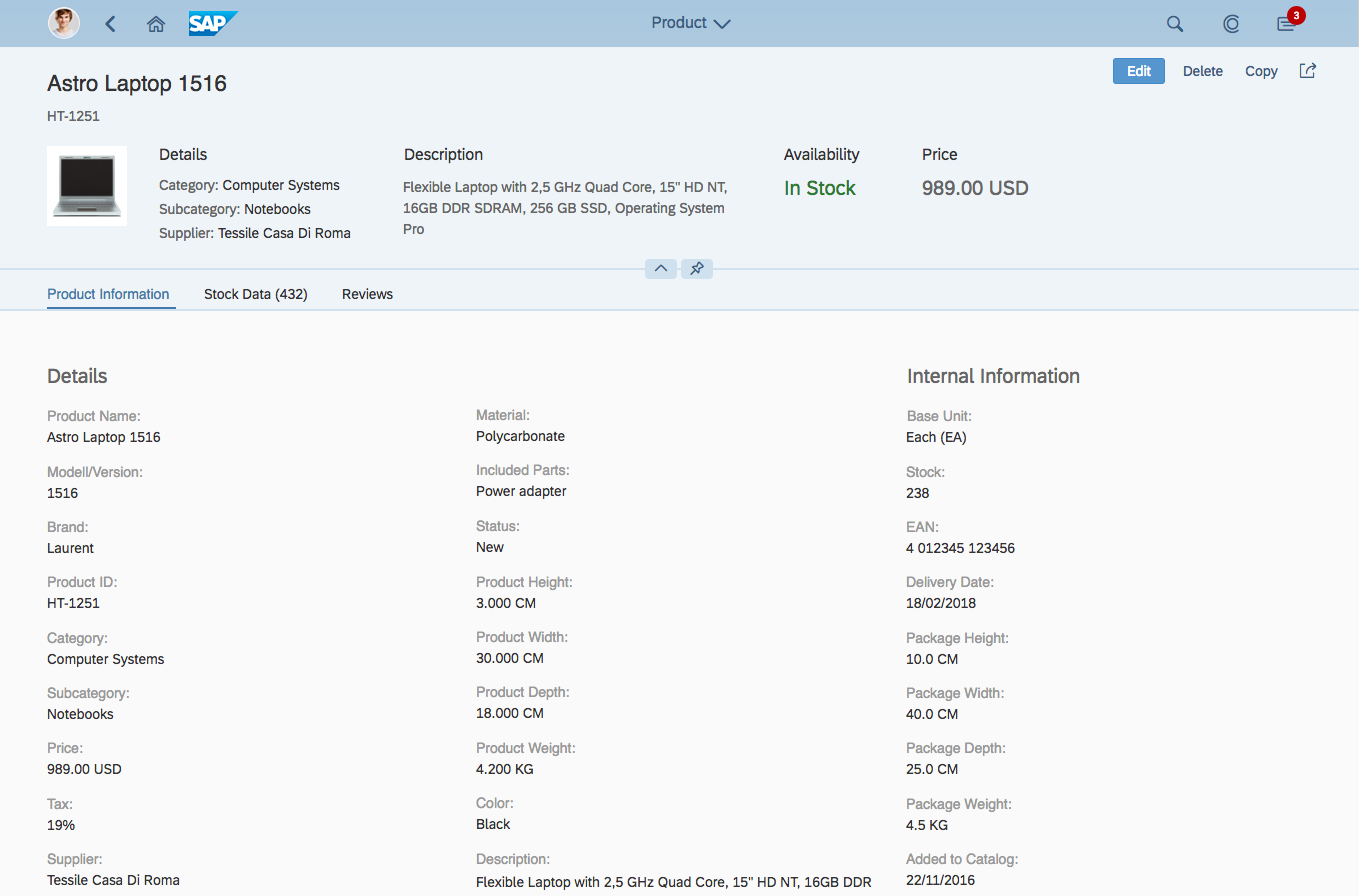 SAP
Product
3
Astro Laptop 1516
Edit
Delete
Copy
HT-1251
Details
Category: Computer Systems
Subcategory: Notebooks
Supplier: Tessile Casa Di Roma
Description
Flexible Laptop with 2,5 GHz Quad Core, 15" HD NT,
16GB DDR SDRAM, 256 GB SSD, Operating System
Pro
Availability
In Stock
Price
989.00 USD
Product Information
Stock Data (432)
Reviews
Details
Product Name:
Astro Laptop 1516
Modell/Version:
1516
Brand:
Laurent
Product ID:
HT-1251
Category:
Computer Systems
Subcategory:
Notebooks
Price:
989.00 USD
Tax:
19%
Supplier:
Tessile Casa Di Roma
Material:
Polycarbonate
Included Parts:
Power adapter
Status:
New
Product Height:
3.000 CM
Product Width:
30.000 CM
Product Depth:
18.000 CM
Product Weight:
4.200 KG
Color:
Black
Description:
Flexible Laptop with 2,5 GHz Quad Core, 15" HD NT, 16GB DDR
Internal Information
Base Unit:
Each (EA)
Stock:
238
EAN:
4 012345 123456
Delivery Date:
18/02/2018
Package Height:
10.0 CM
Package Width:
40.0 CM
Package Depth:
25.0 CM
Package Weight:
4.5 KG
Added to Catalog:
22/11/2016